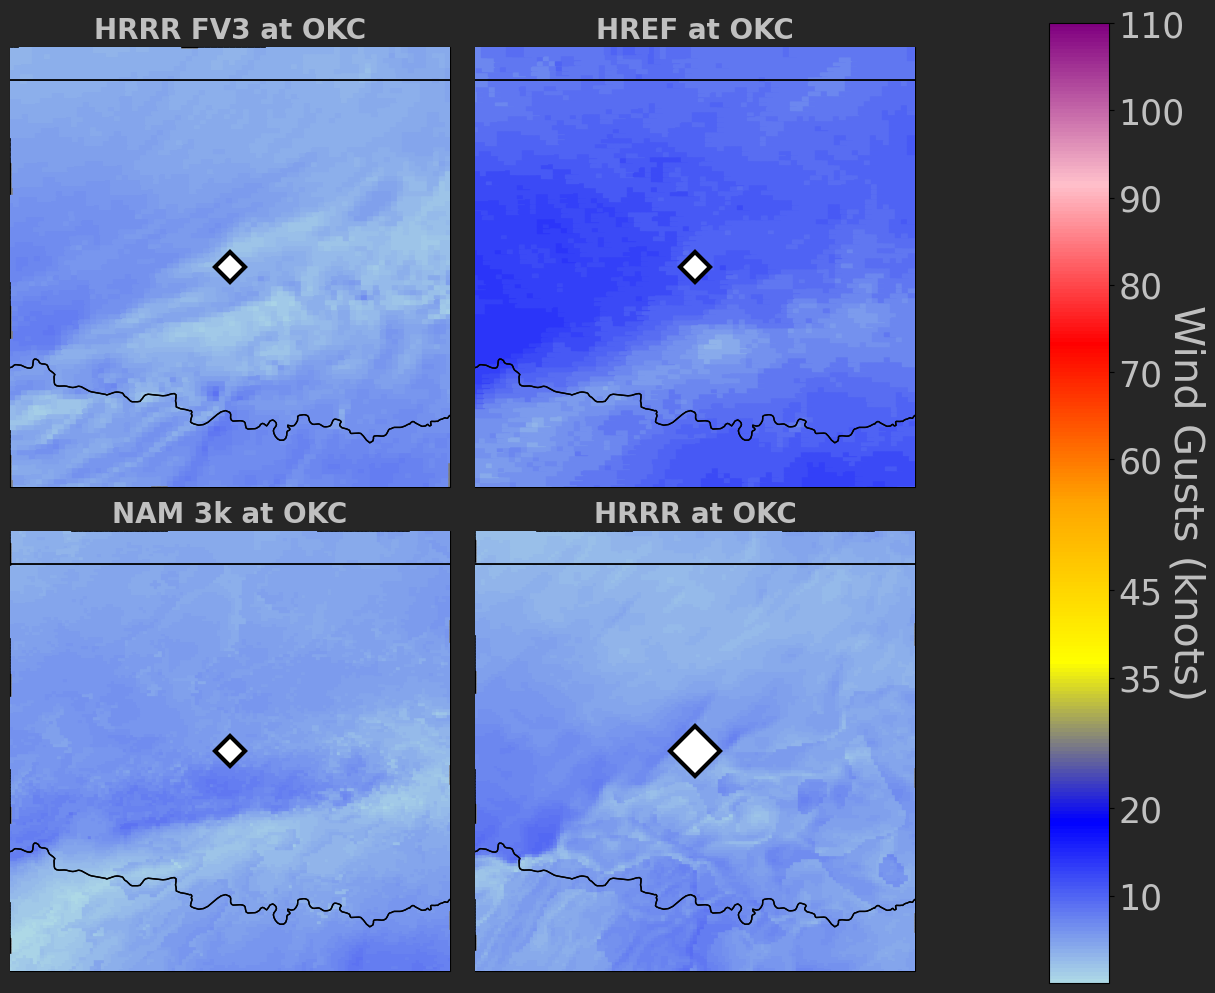 HRRR FV3 at OKC
HREF at OKC
NAM 3k at OKC
HRRR at OKC
110
100
90
80
70
60
45
35
20
10
Wind Gusts (knots)